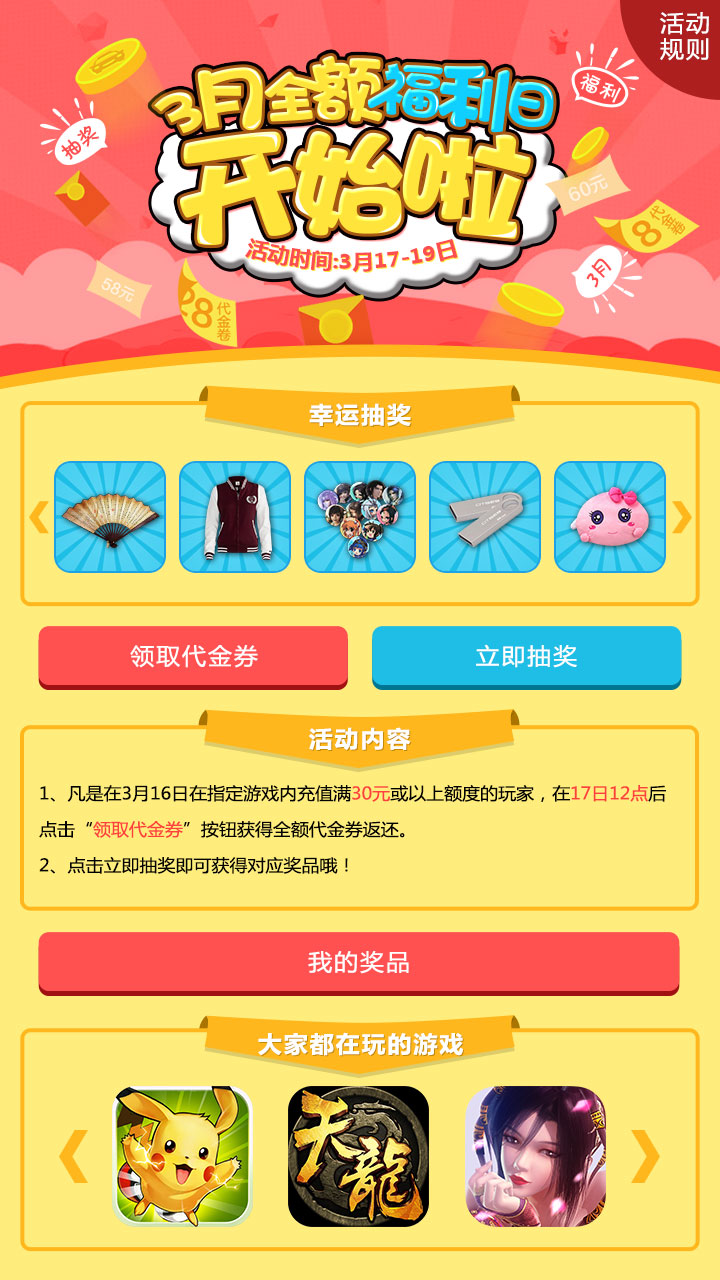 活动
规则
3月全额福利日
开始啦
活动时间:3月17-19日
抽奖
福利
60元
8代金卷
3月
58元
28代金卷
幸运抽奖
领取代金券
立即抽奖
活动内容
1、凡是在3月16日在指定游戏内充值满30元或以上额度的玩家，在17日12点后
点击“领取代金券”按钮获得全额代金券返还。
2、点击立即抽奖即可获得对应奖品哦！
我的奖品
大家都在玩的游戏
天龍